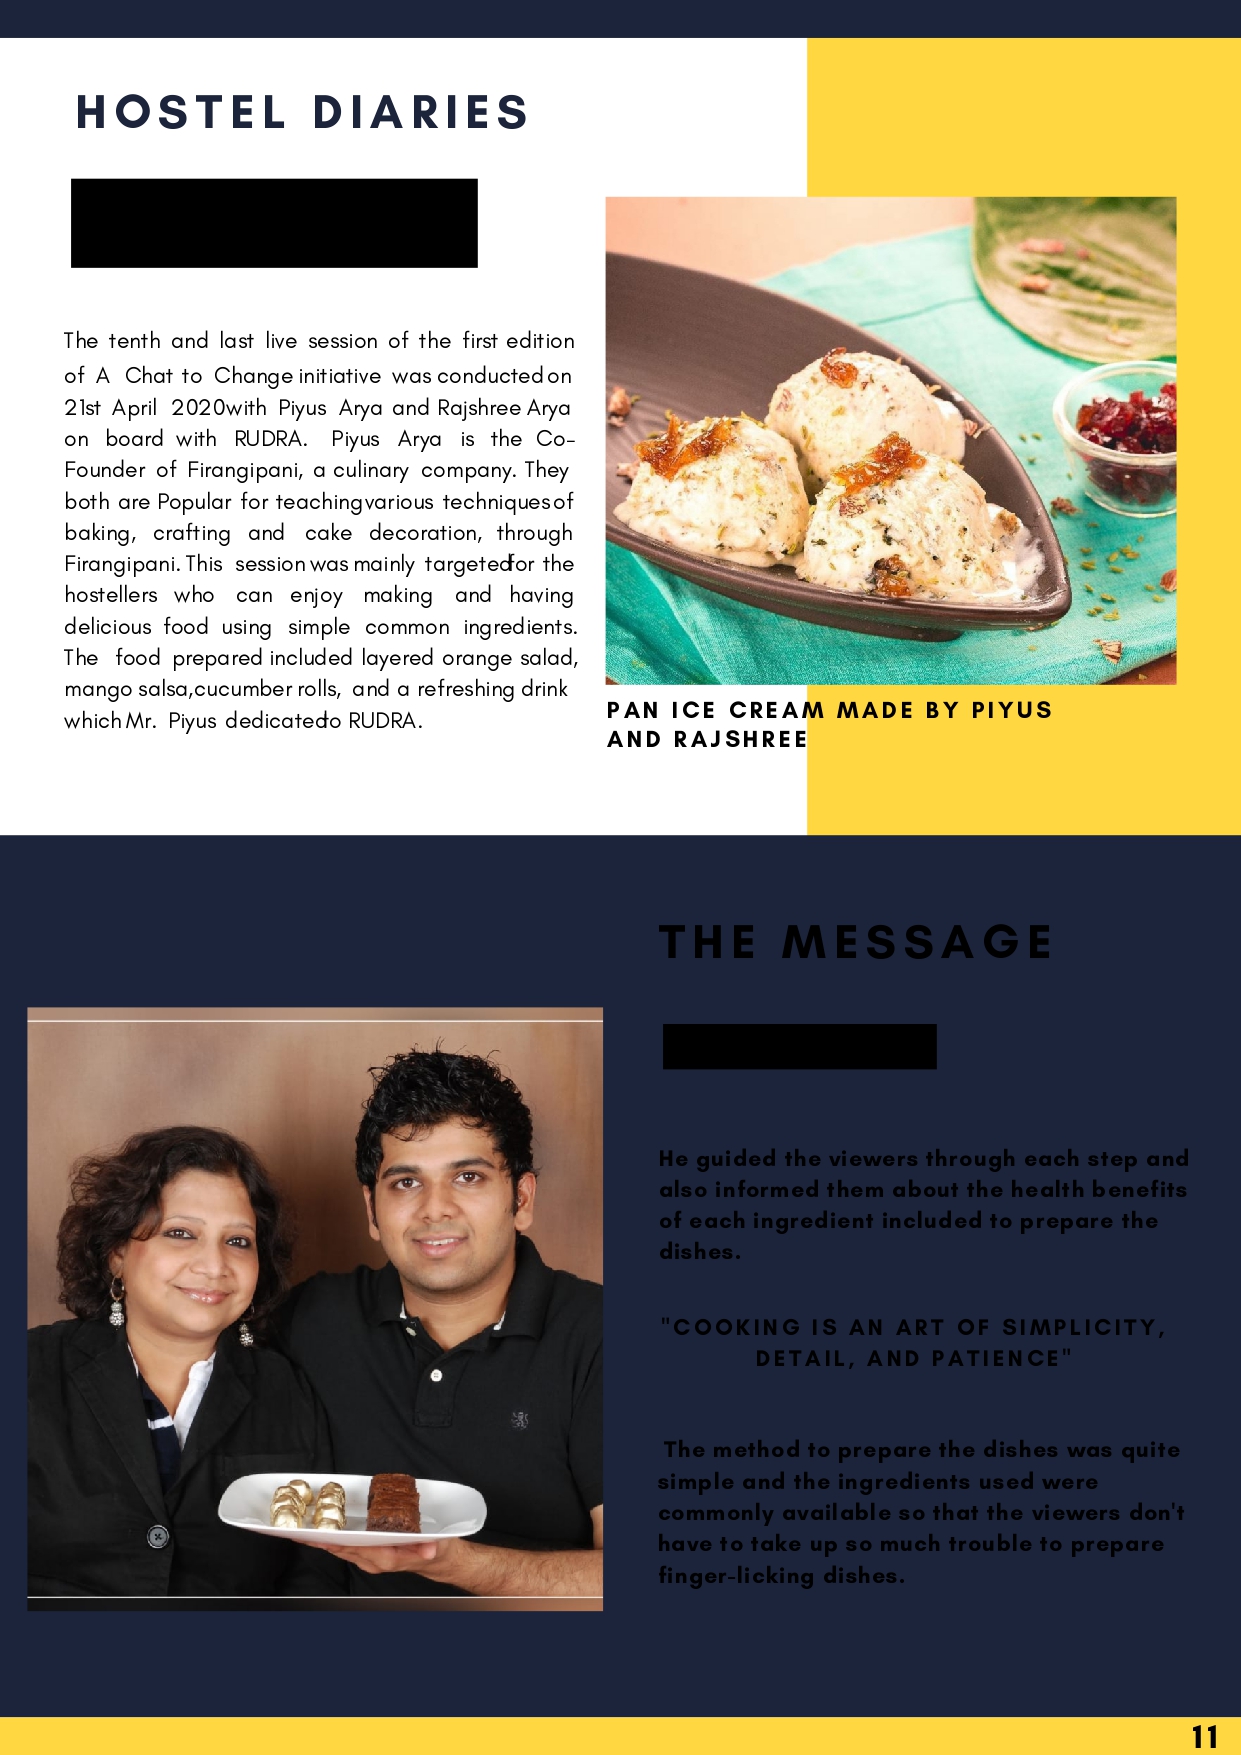 HOSTEL DIARIES
The tenth and last live session of the first edition
of A Chat to Change initiative was conducted on
21st April 2020with Piyus Arya and Rajshree Arya
on board with RUDRA. Piyus Arya is the Co-
Founder of Firangipani, a culinary company. They
both are Popular for teachingvarious techniques of
baking, crafting and cake decoration, through
Firangipani. This session was mainly targetedfor the
hostellers who can enjoy making and having
delicious food using simple common ingredients.
The food prepared included layered orange salad,
mango salsa,cucumber rolls, and a refreshing drink
which Mr. Piyus dedicatedto RUDRA.
PAN ICE CREAM MADE BY PIYUS
AND RAJSHREE
THE MESSAGE
He guided the viewers through each step and
also informed them about the health benefits
of each ingredient included to prepare the
dishes.
"COOKING IS AN ART OF SIMPLICITY,
DETAIL, AND PATIENCE"
The method to prepare the dishes was quite
simple and the ingredients used were
commonly available so that the viewers don't
have to take up so much trouble to prepare
finger-licking dishes.
11